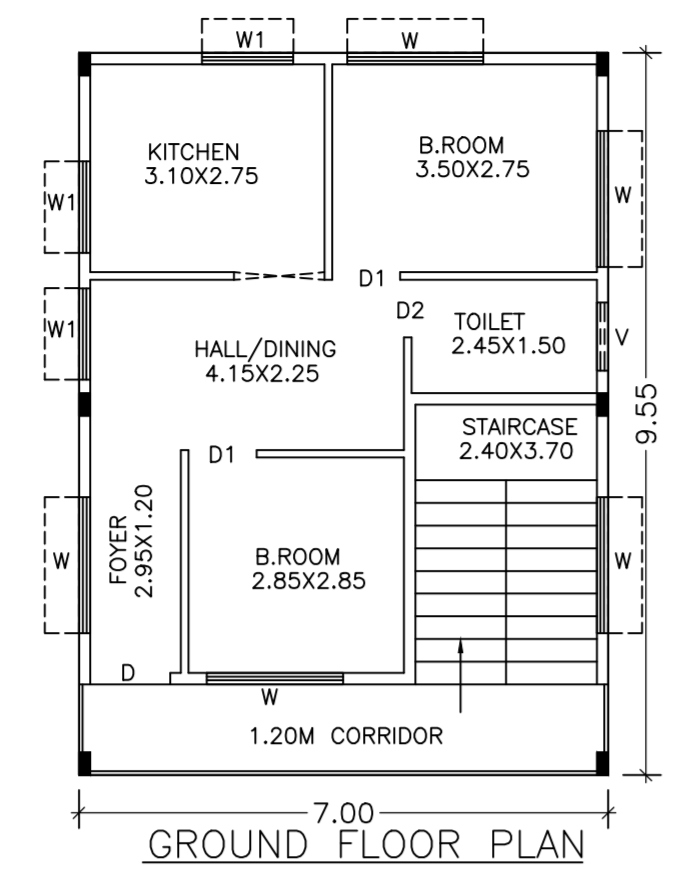 W1
W
KITCHEN
3.10X2.75
B.ROOM
3.50X2.75
W1
W
D1
D2
W1
TOILET
2.45X1.50
V
HALL/DINING
4.15X2.25
9.55
STAIRCASE
2.40X3.70
D1
FOYER
2.95X1.20
W
B.ROOM
2.85X2.85
W
D
W
1.20M CORRIDOR
7.00
GROUND FLOOR PLAN